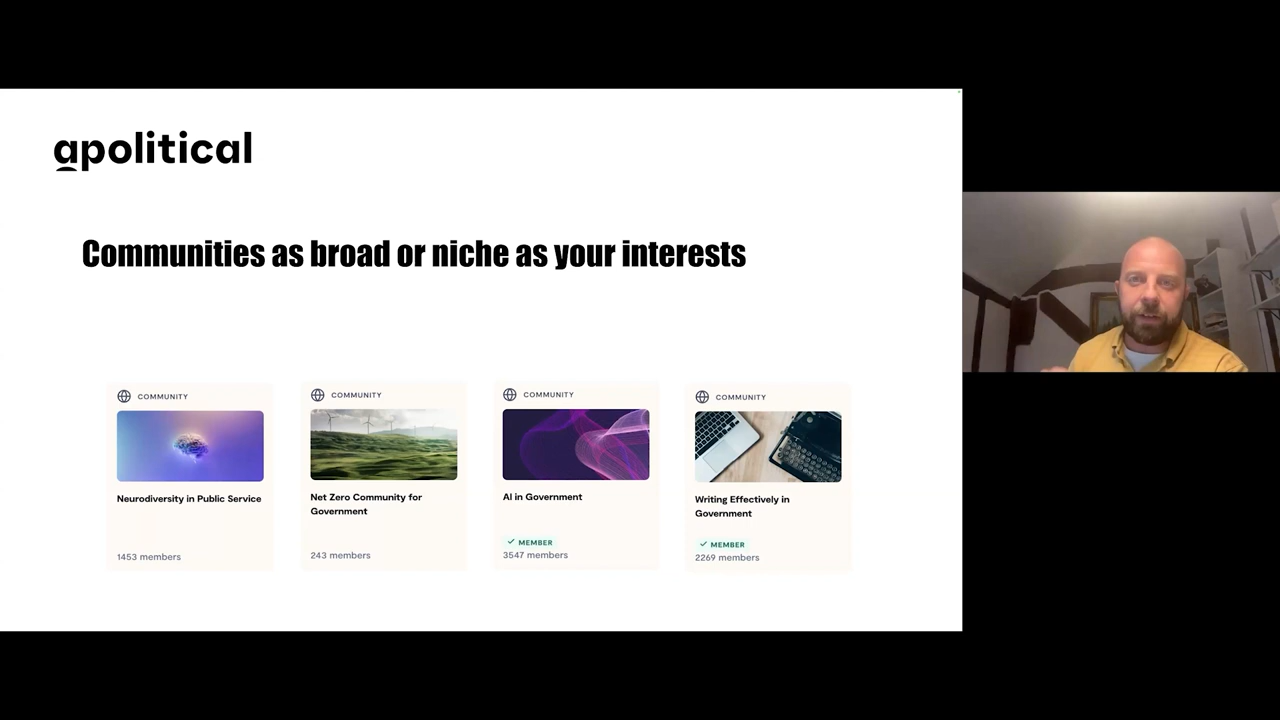 apolitical
Communities as broad or niche as your interests
COMMUNITY
Neurodiversity in Public Service
1453 members
COMMUNITY
Net Zero Community for
Government
243 members
COMMUNITY
AI in Government
MEMBER
3547 members
COMMUNITY
Writing Effectively in
Government
MEMBER
2269 members